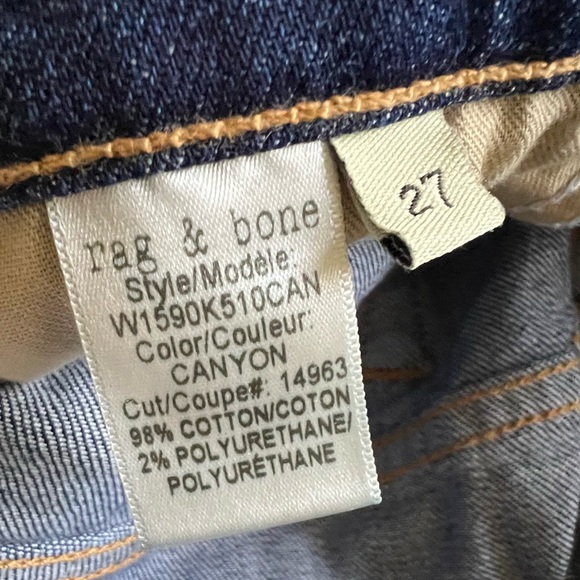 rag & bone
Style/Modèle:
W1590K510CAN
Color/Couleur:
CANYON
Cut/Coupe#: 14963
98% COTTON/COTON
2% POLYURETHANE/
POLYURÉTHANE
27